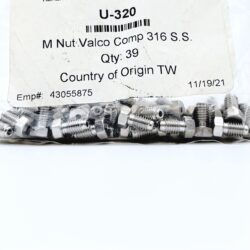 U-320
M Nut Valco Comp 316 S.S.
Qty: 39
Country of Origin TW
Emp#: 43055875 11/19/21